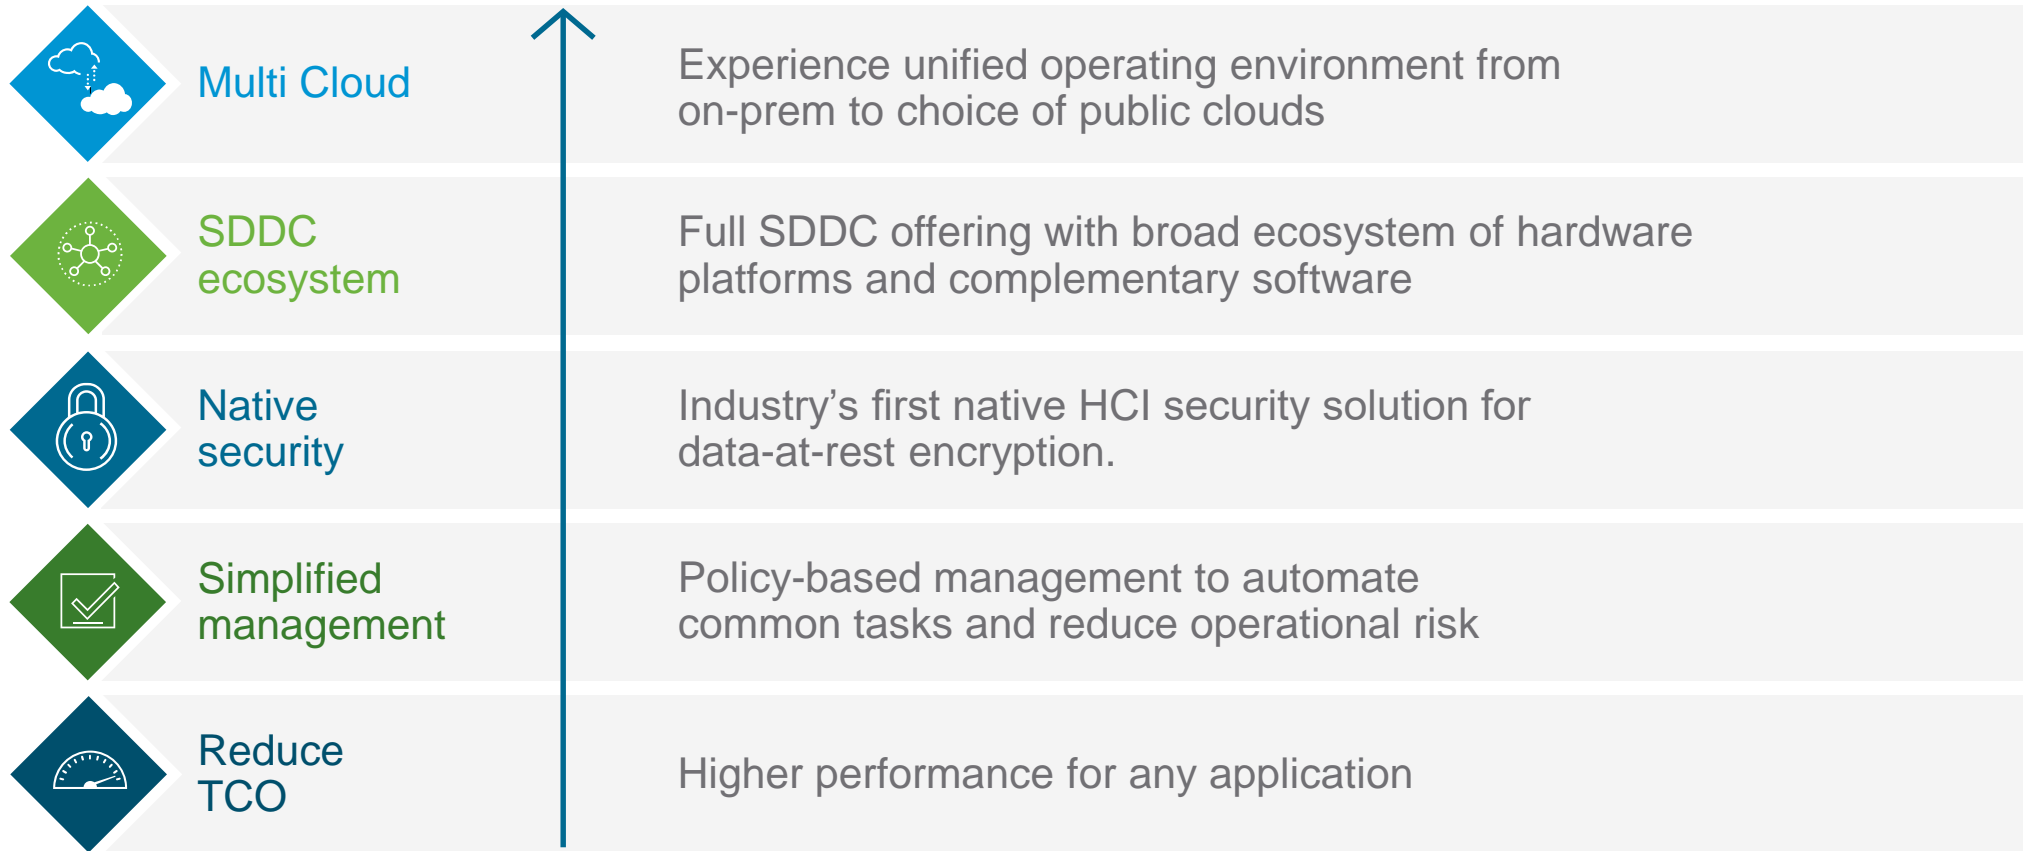 Multi Cloud
Experience unified operating environment from
on-prem to choice of public clouds
SDDC
ecosystem
Full SDDC offering with broad ecosystem of hardware
platforms and complementary software
Native
security
Industry’s first native HCI security solution for
data-at-rest encryption.
Simplified
management
Policy-based management to automate
common tasks and reduce operational risk
Reduce
TCO
Higher performance for any application